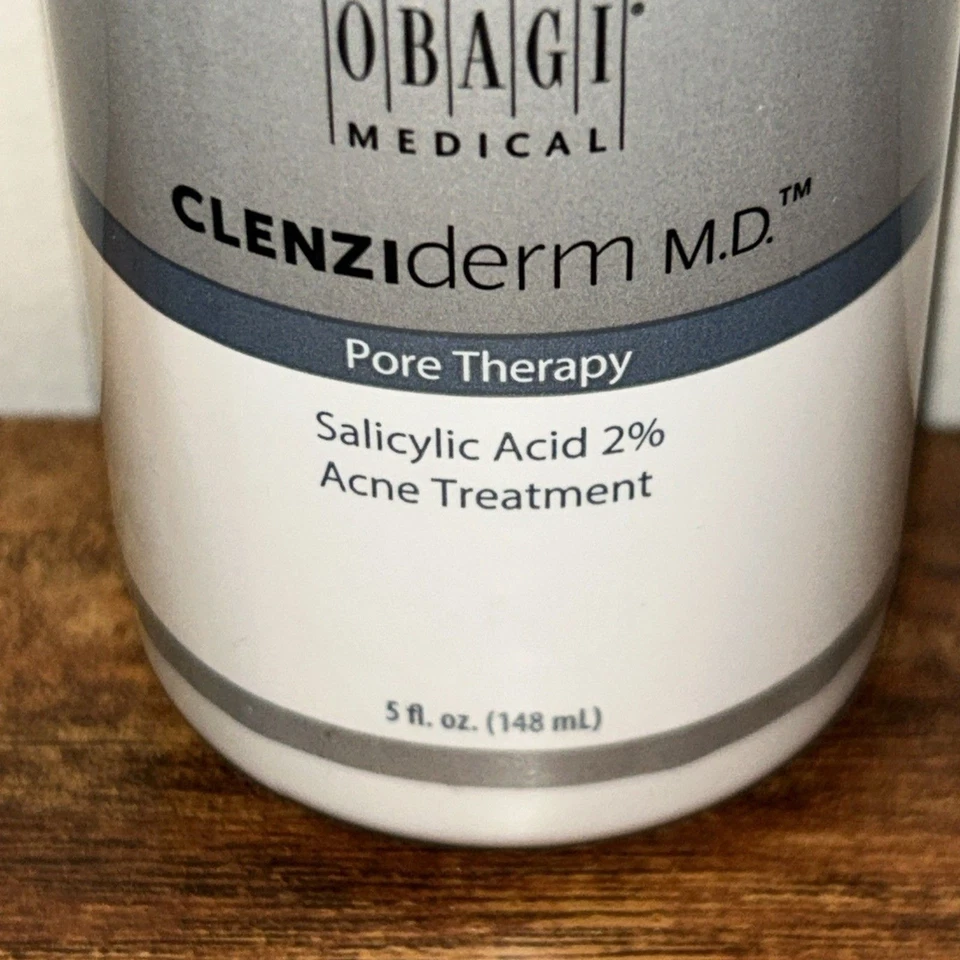 OBAGI®
MEDICAL
CLENZIderm M.D.™
Pore Therapy
Salicylic Acid 2%
Acne Treatment
5 fl. oz. (148 mL)